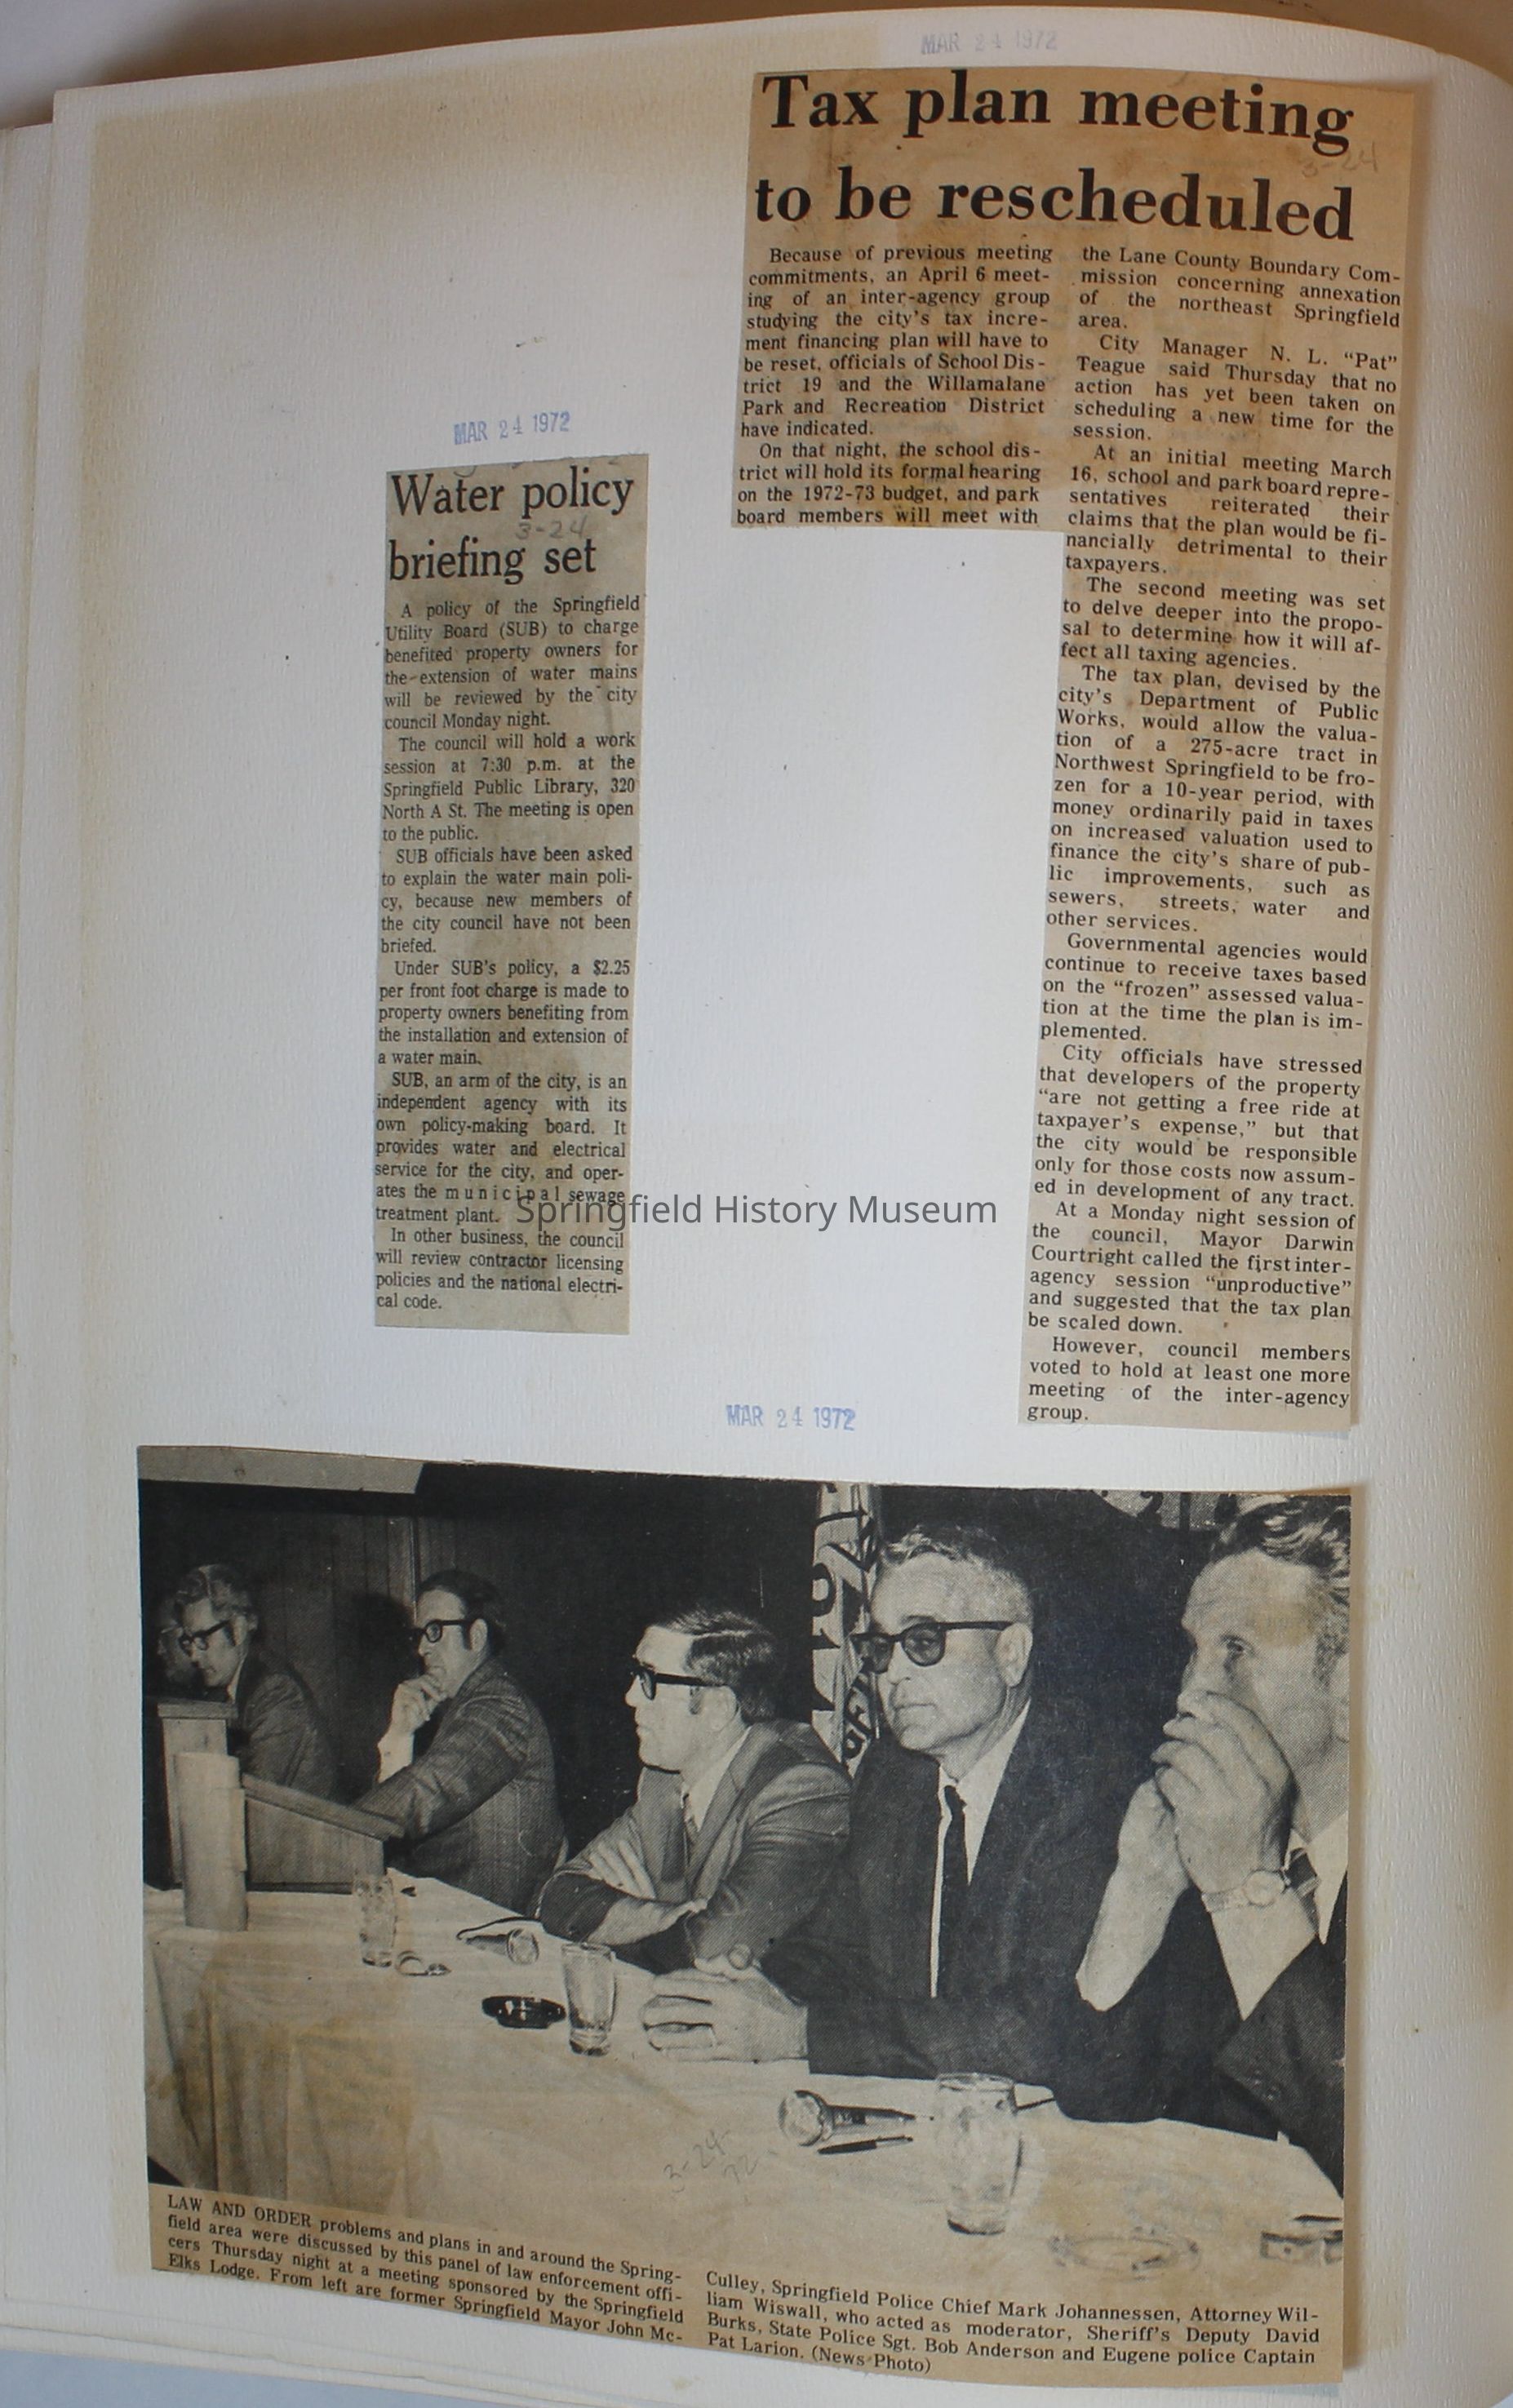 MAR 24 1972
Tax plan meeting
to be rescheduled
3-24
Because of previous meeting
commitments, an April 6 meet-
ing of an inter-agency group
studying the city's tax incre-
ment financing plan will have to
be reset, officials of School Dis-
trict 19 and the Willamalane
Park and Recreation District
have indicated.
On that night, the school dis-
trict will hold its formal hearing
on the 1972-73 budget, and park
board members will meet with
the Lane County Boundary Com-
mission concerning annexation
of the northeast Springfield
area.
City Manager N. L. "Pat"
Teague said Thursday that no
action has yet been taken on
scheduling a new time for the
session.
At an initial meeting March
16, school and park board repre-
sentatives reiterated their
claims that the plan would be fi-
nancially detrimental to their
taxpayers.
The second meeting was set
to delve deeper into the propo-
sal to determine how it will af-
fect all taxing agencies.
The tax plan, devised by the
city's Department of Public
Works, would allow the valua-
tion of a 275-acre tract in
Northwest Springfield to be fro-
zen for a 10-year period, with
money ordinarily paid in taxes
on increased valuation used to
finance the city's share of pub-
lic improvements, such as
sewers, streets, water and
other services.
Governmental agencies would
continue to receive taxes based
on the "frozen" assessed valua-
tion at the time the plan is im-
plemented.
City officials have stressed
that developers of the property
"are not getting a free ride at
taxpayer's expense," but that
the city would be responsible
only for those costs now assum-
ed in development of any tract.
At a Monday night session of
the council, Mayor Darwin
Courtright called the first inter-
agency session "unproductive"
and suggested that the tax plan
be scaled down.
However, council members
voted to hold at least one more
meeting of the inter-agency
group.
MAR 24 1972
Water policy
3-24
briefing set
A policy of the Springfield
Utility Board (SUB) to charge
benefited property owners for
the extension of water mains
will be reviewed by the city
council Monday night.
The council will hold a work
session at 7:30 p.m. at the
Springfield Public Library, 320
North A St. The meeting is open
to the public.
SUB officials have been asked
to explain the water main poli-
cy, because new members of
the city council have not been
briefed.
Under SUB's policy, a $2.25
per front foot charge is made to
property owners benefiting from
the installation and extension of
a water main.
SUB, an arm of the city, is an
independent agency with its
own policy-making board. It
provides water and electrical
service for the city, and oper-
ates the municipal sewage
treatment plant.
In other business, the council
will review contractor licensing
policies and the national electri-
cal code.
Springfield History Museum
MAR 24 1972
3-24-
72
LAW AND ORDER problems and plans in and around the Spring-
field area were discussed by this panel of law enforcement offi-
cers Thursday night at a meeting sponsored by the Springfield
Elks Lodge. From left are former Springfield Mayor John Mc-
Culley, Springfield Police Chief Mark Johannessen, Attorney Wil-
liam Wiswall, who acted as moderator, Sheriff's Deputy David
Burks, State Police Sgt. Bob Anderson and Eugene police Captain
Pat Larion. (News Photo)